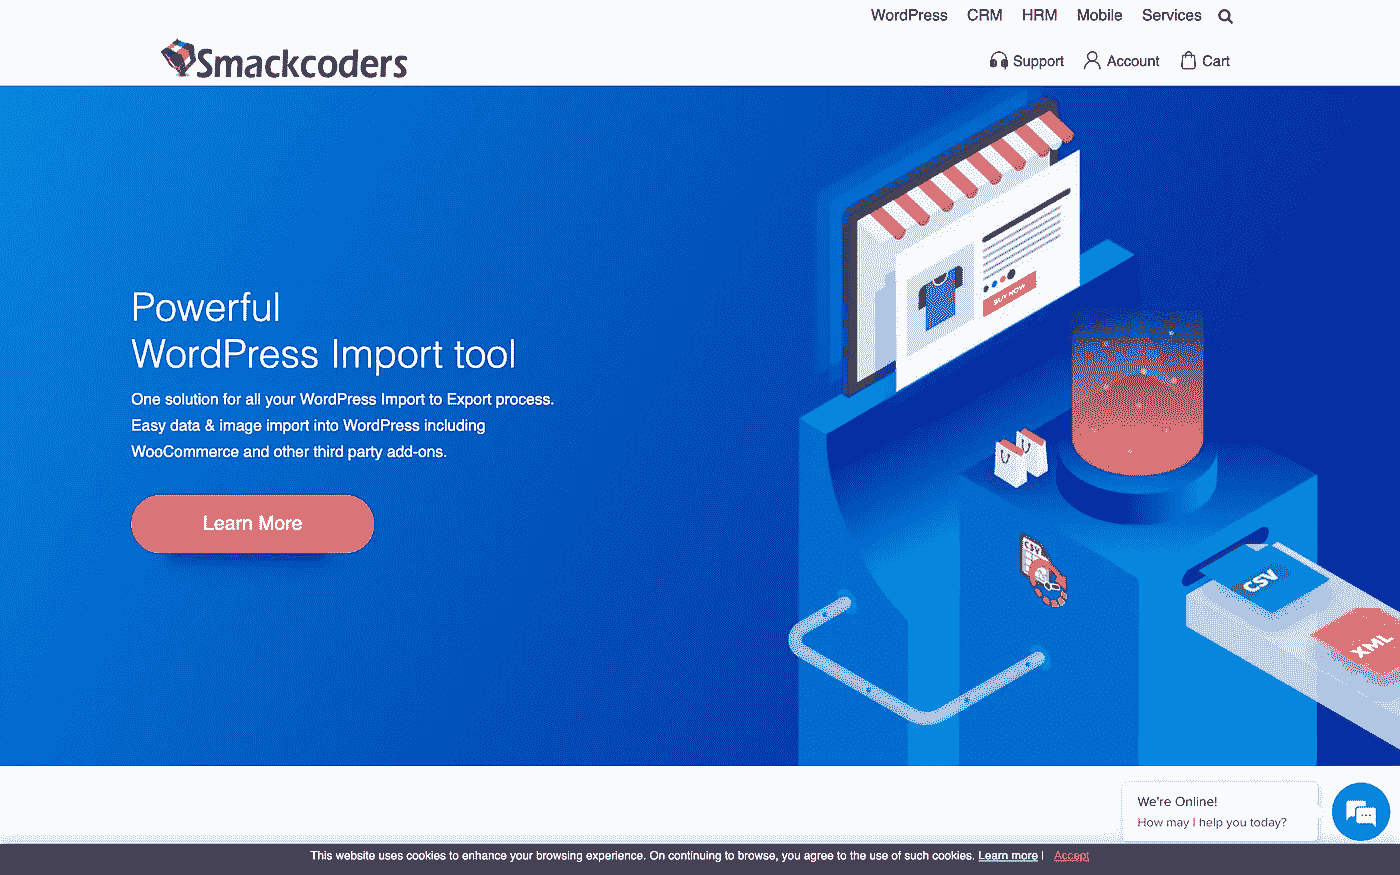 WordPress CRM HRM Mobile Services
Smackcoders
Support Account Cart
Powerful
WordPress Import tool
One solution for all your WordPress Import to Export process.
Easy data & image import into WordPress including
WooCommerce and other third party add-ons.
Learn More
BUY NOW
CSV
CSV
XML
We're Online!
How may I help you today?
This website uses cookies to enhance your browsing experience. On continuing to browse, you agree to the use of such cookies. Learn more | Accept